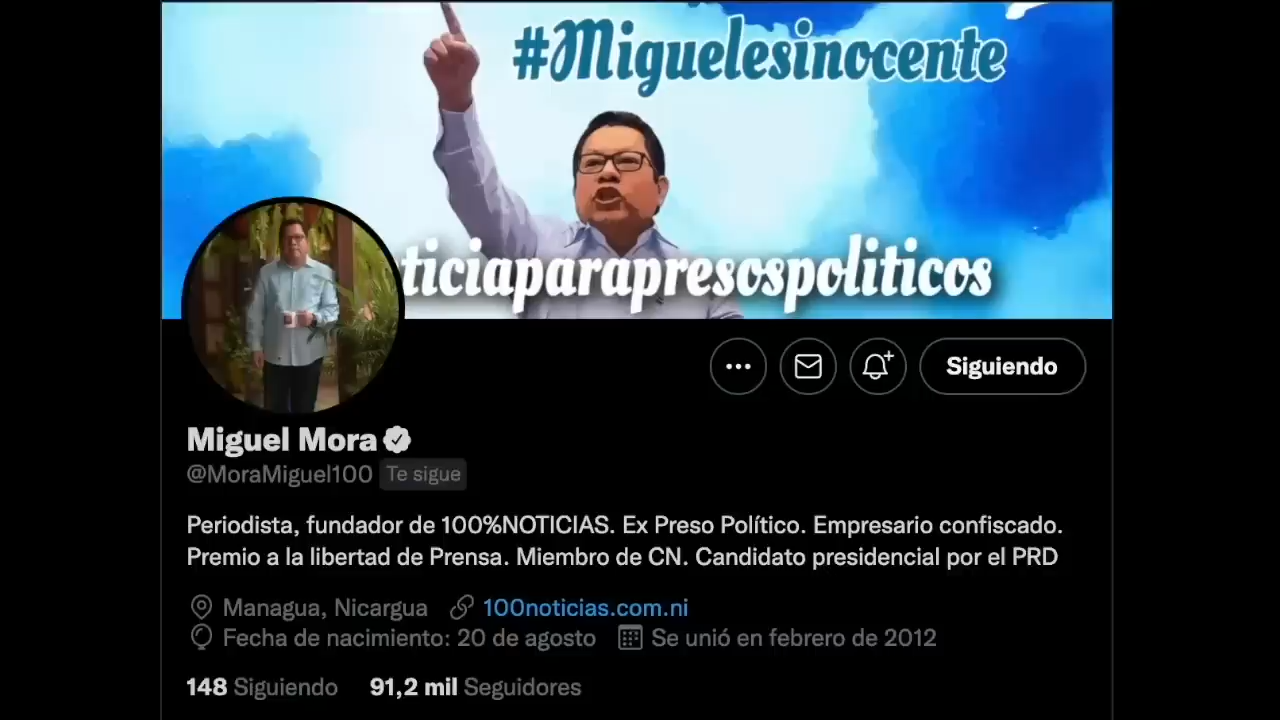 #Miguelesinocente
ticiaparapresospoliticos
Siguiendo
Miguel Mora
@MoraMiguel100 Te sigue
Periodista, fundador de 100%NOTICIAS. Ex Preso Político. Empresario confiscado.
Premio a la libertad de Prensa. Miembro de CN. Candidato presidencial por el PRD
Managua, Nicargua 100noticias.com.ni
Fecha de nacimiento: 20 de agosto Se unió en febrero de 2012
148 Siguiendo 91,2 mil Seguidores